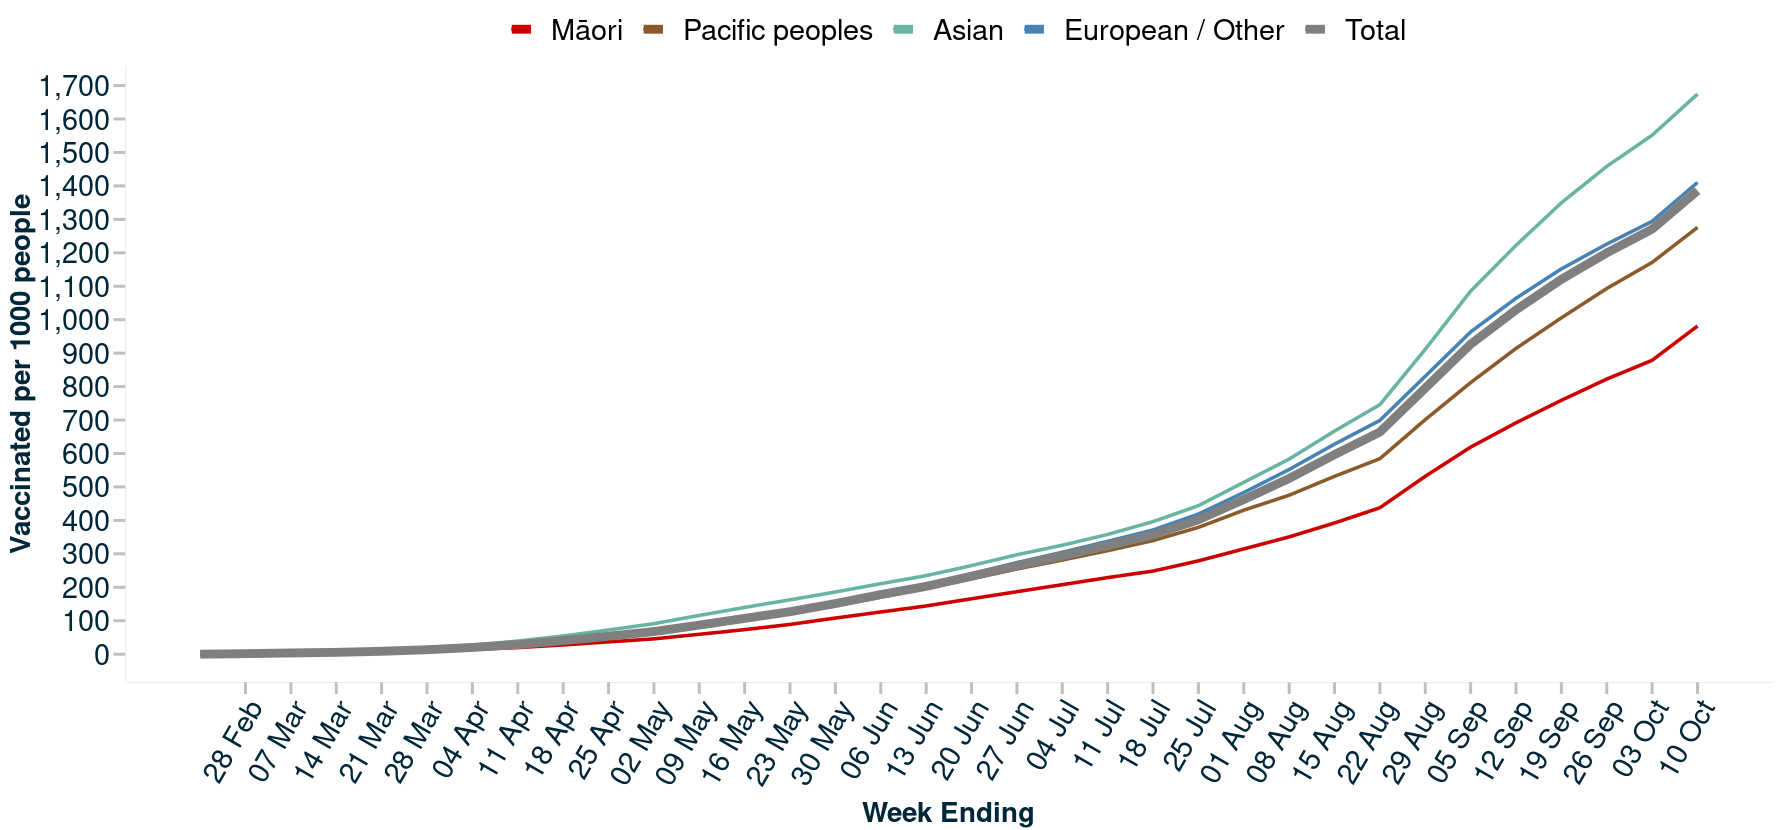 Māori Pacific peoples Asian European / Other Total
Vaccinated per 1000 people
1,700
1,600
1,500
1,400
1,300
1,200
1,100
1,000
900
800
700
600
500
400
300
200
100
0
28 Feb
07 Mar
14 Mar
21 Mar
28 Mar
04 Apr
11 Apr
18 Apr
25 Apr
02 May
09 May
16 May
23 May
30 May
06 Jun
13 Jun
20 Jun
27 Jun
04 Jul
11 Jul
18 Jul
25 Jul
01 Aug
08 Aug
15 Aug
22 Aug
29 Aug
05 Sep
12 Sep
19 Sep
26 Sep
03 Oct
10 Oct
Week Ending